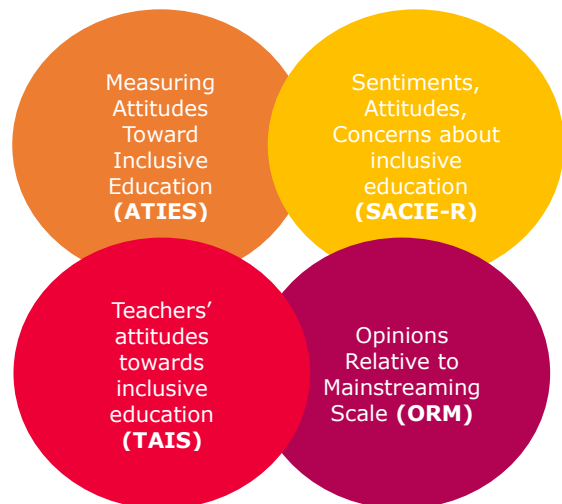 Measuring
Attitudes
Toward
Inclusive
Education
(ATIES)
Sentiments,
Attitudes,
Concerns about
inclusive
education
(SACIE-R)
Teachers’
attitudes
towards
inclusive
education
(TAIS)
Opinions
Relative to
Mainstreaming
Scale (ORM)